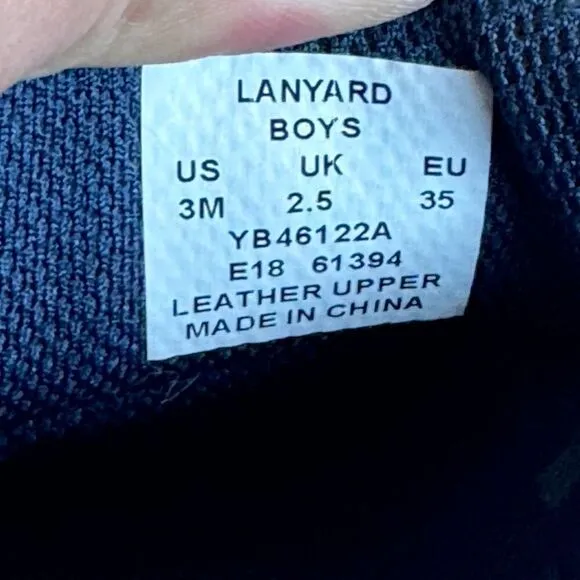 LANYARD
BOYS
US UK EU
3M 2.5 35
YB46122A
E18 61394
LEATHER UPPER
MADE IN CHINA